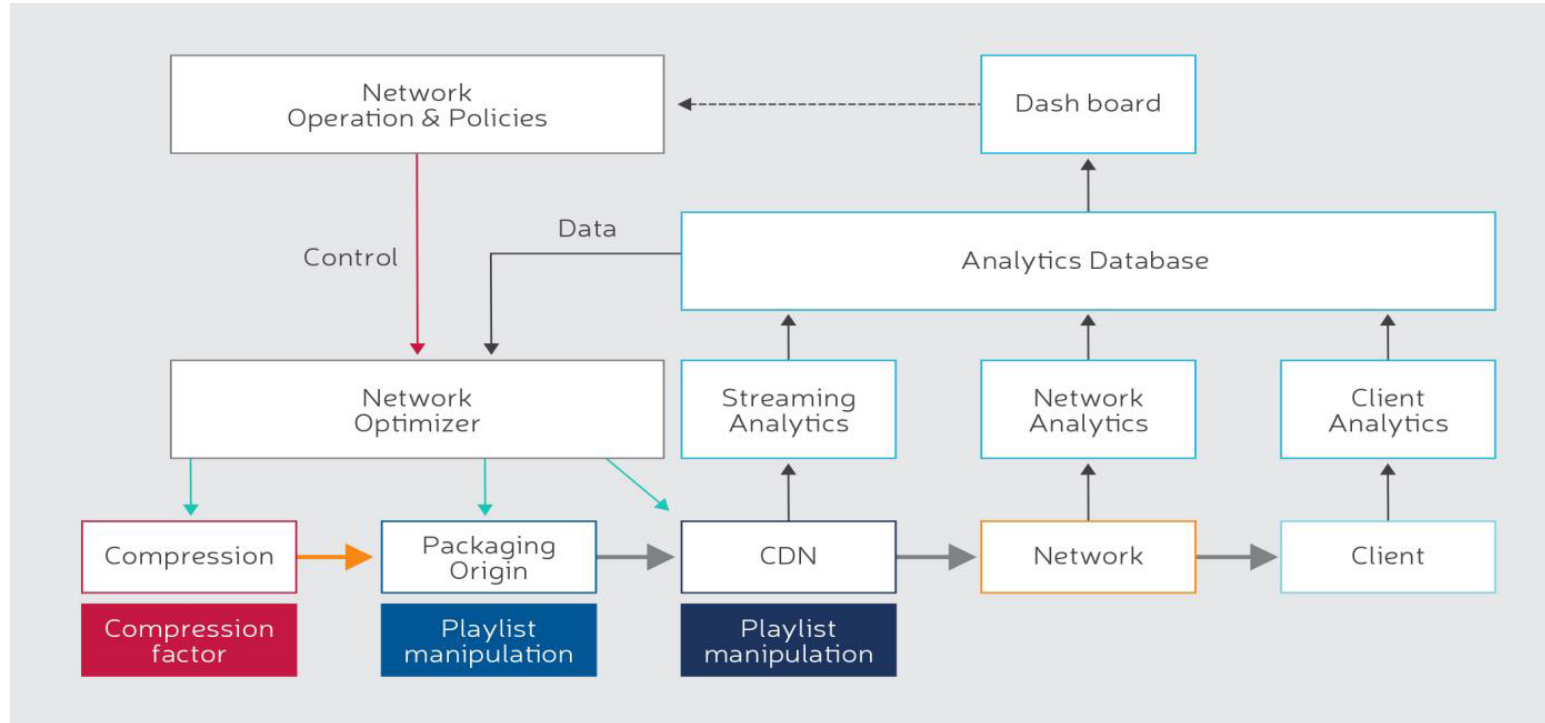 Network
Operation & Policies
Dash board
Data
Control
Analytics Database
Network
Optimizer
Streaming
Analytics
Network
Analytics
Client
Analytics
Compression
Packaging
Origin
CDN
Network
Client
Compression
factor
Playlist
manipulation
Playlist
manipulation